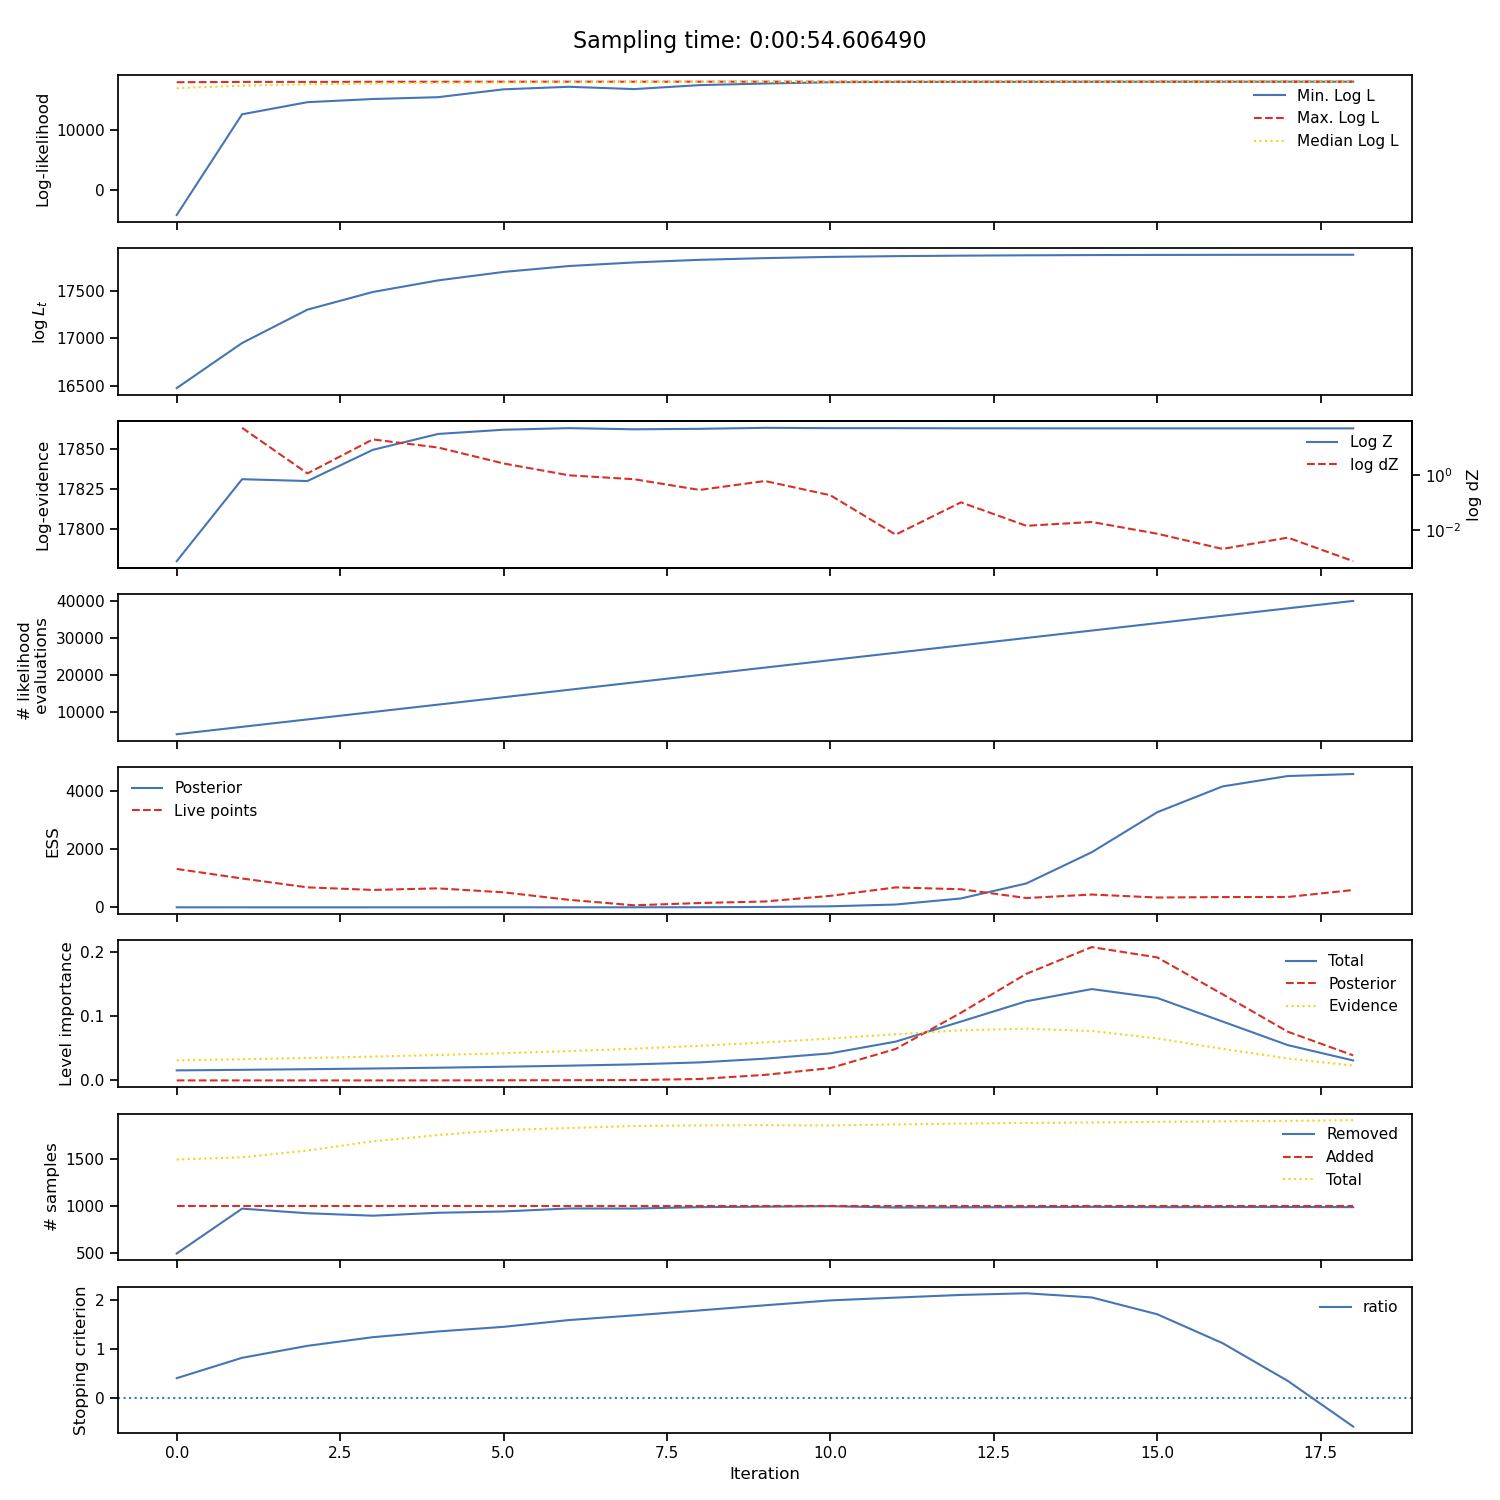 Sampling time: 0:00:54.606490
Log-likelihood
10000
0
Min. Log L
Max. Log L
Median Log L
log L_t
17500
17000
16500
Log-evidence
17850
17825
17800
Log Z
log dZ
10^0
10^-2
log dZ
# likelihood
evaluations
40000
30000
20000
10000
ESS
4000
2000
0
Posterior
Live points
Level importance
0.2
0.1
0.0
Total
Posterior
Evidence
# samples
1500
1000
500
Removed
Added
Total
Stopping criterion
2
1
0
ratio
0.0 2.5 5.0 7.5 10.0 12.5 15.0 17.5
Iteration